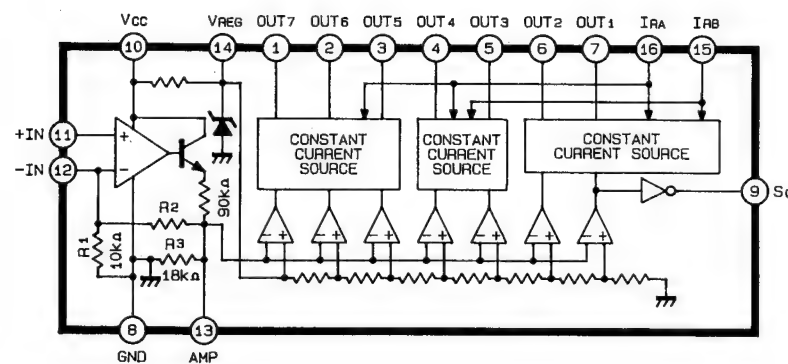 VCC VREG OUT7 OUT6 OUT5 OUT4 OUT3 OUT2 OUT1 IRA IRB
10 14 1 2 3 4 5 6 7 16 15
+IN 11
-IN 12
+
-
CONSTANT
CURRENT
SOURCE
CONSTANT
CURRENT
SOURCE
CONSTANT
CURRENT SOURCE
9
90kΩ
R2
R1
10kΩ
R3
18kΩ
-+ -+ -+ -+ -+ -+ -+
8 13
GND AMP